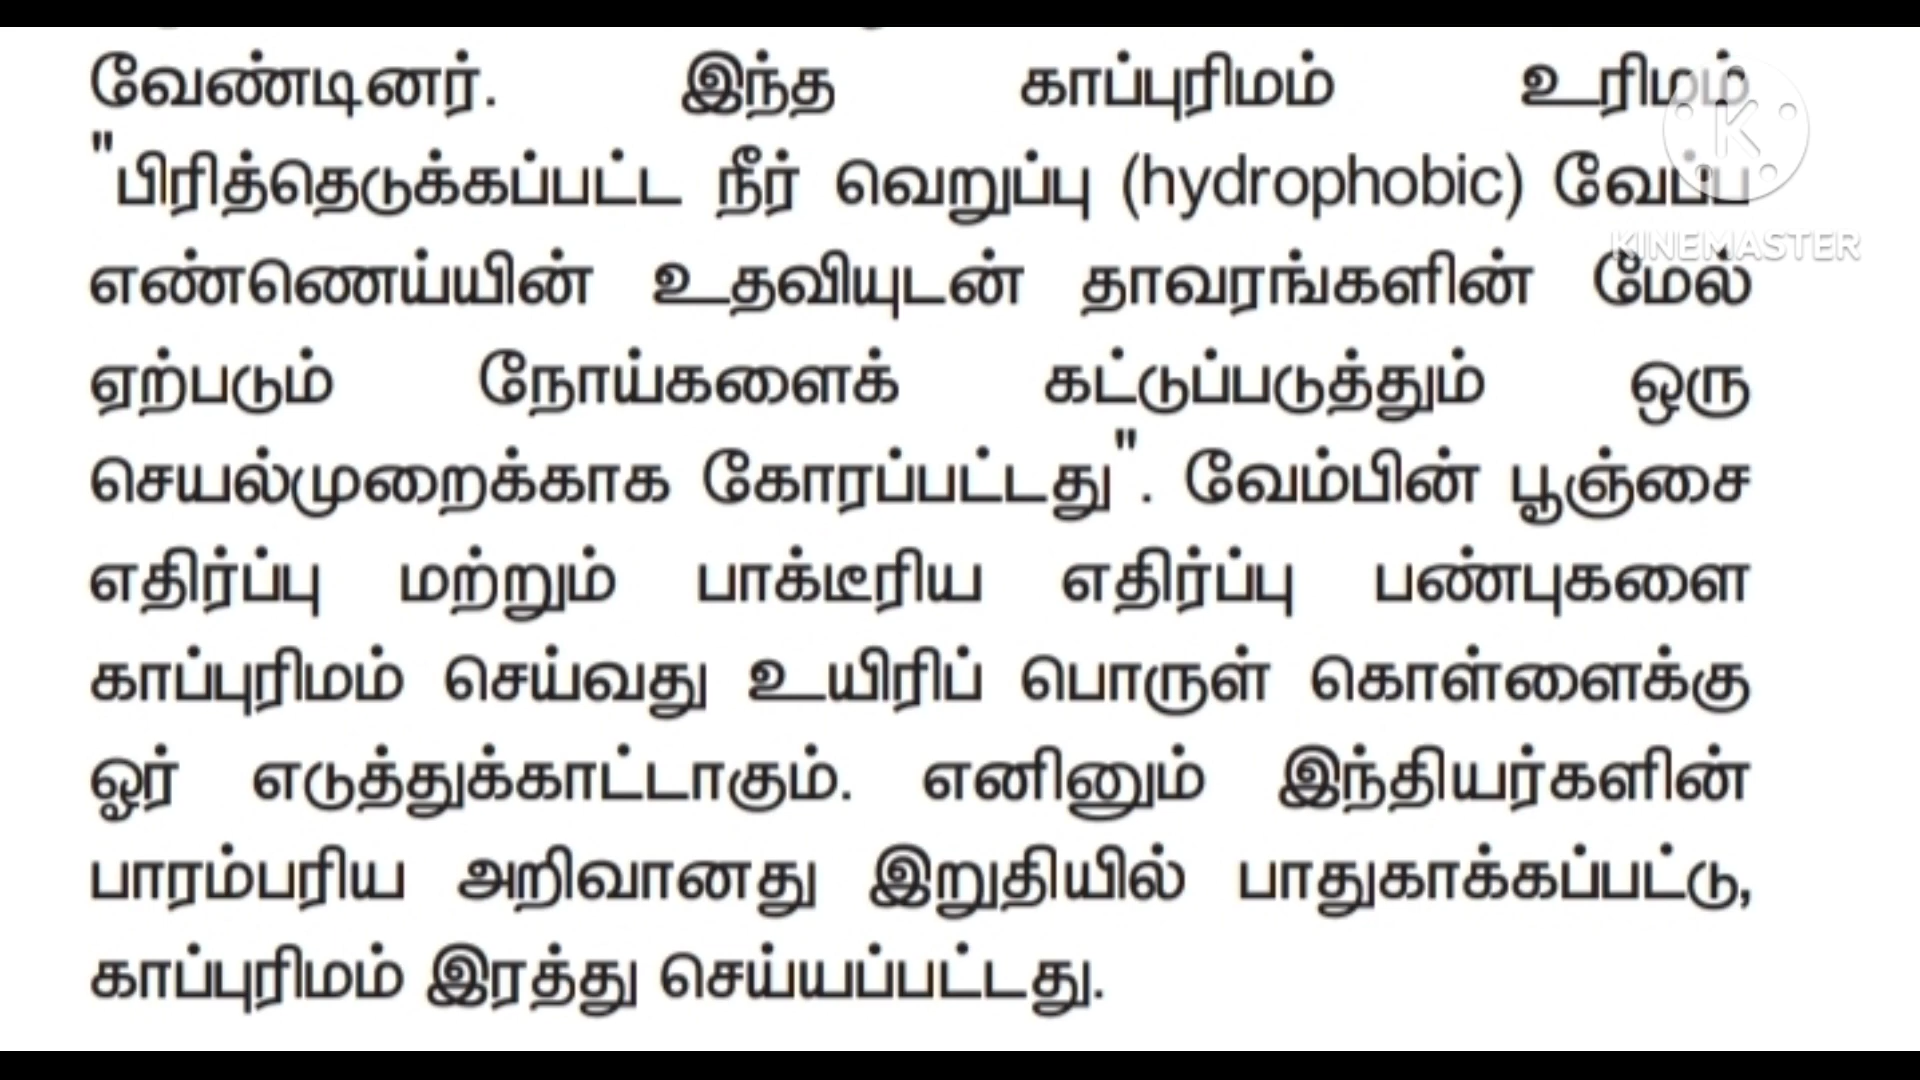 வேண்டினர். இந்த காப்புரிமம் உரிமம்
"பிரித்தெடுக்கப்பட்ட நீர் வெறுப்பு (hydrophobic) வேப்ப
எண்ணெய்யின் உதவியுடன் தாவரங்களின் மேல்
ஏற்படும் நோய்களைக் கட்டுப்படுத்தும் ஒரு
செயல்முறைக்காக கோரப்பட்டது". வேம்பின் பூஞ்சை
எதிர்ப்பு மற்றும் பாக்டீரிய எதிர்ப்பு பண்புகளை
காப்புரிமம் செய்வது உயிரிப் பொருள் கொள்ளைக்கு
ஓர் எடுத்துக்காட்டாகும். எனினும் இந்தியர்களின்
பாரம்பரிய அறிவானது இறுதியில் பாதுகாக்கப்பட்டு,
காப்புரிமம் இரத்து செய்யப்பட்டது.
K
KINEMASTER